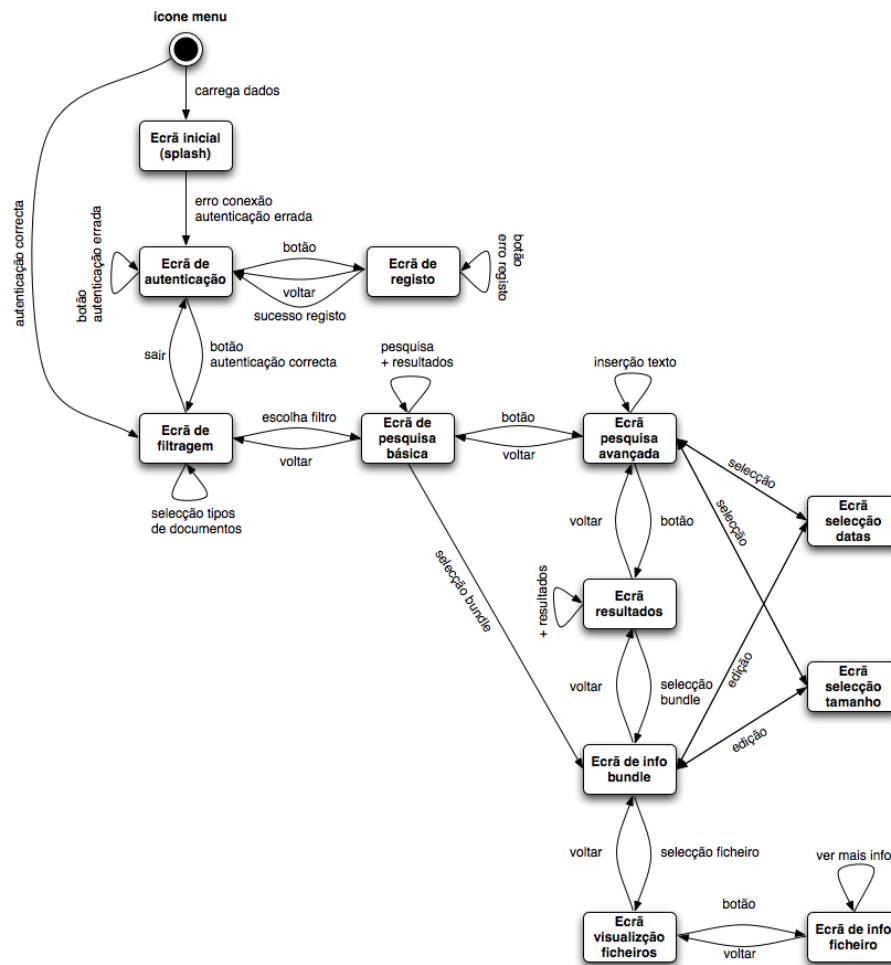 icone menu
carrega dados
Ecrã inicial
(splash)
autenticação correcta
erro conexão
autenticação errada
botão
autenticação errada
Ecrã de
autenticação
botão
voltar
sucesso registo
Ecrã de
registo
botão
erro registo
sair
botão
autenticação correcta
pesquisa
+ resultados
inserção texto
Ecrã de
filtragem
escolha filtro
voltar
Ecrã de
pesquisa
básica
botão
voltar
Ecrã
pesquisa
avançada
selecção tipos
de documentos
selecção
selecção
Ecrã
selecção
datas
voltar
botão
selecção bundle
+ resultados
Ecrã
resultados
voltar
selecção
bundle
edição
Ecrã
selecção
tamanho
edição
Ecrã de info
bundle
voltar
selecção ficheiro
ver mais info
Ecrã
visualizção
ficheiros
botão
voltar
Ecrã de info
ficheiro